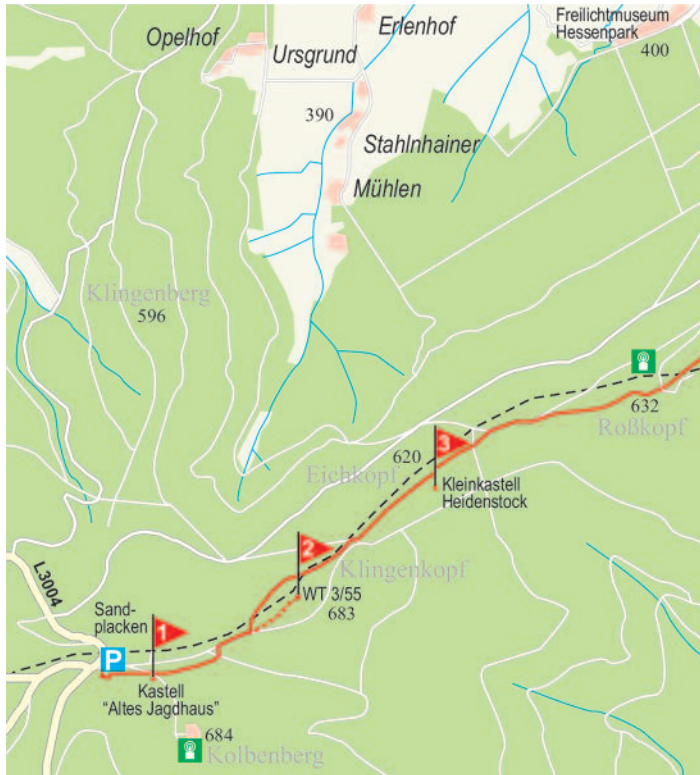 Freilichtmuseum
Hessenpark
400
Erlenhof
Opelhof
Ursgrund
390
Stahlnhainer
Mühlen
Klingenberg
596
632
Roßkopf
3
620
Eichkopf
Kleinkastell
Heidenstock
2
Klingenkopf
WT 3/55
683
L3004
Sand-
placken
1
P
Kastell
"Altes Jagdhaus"
684
Kolbenberg